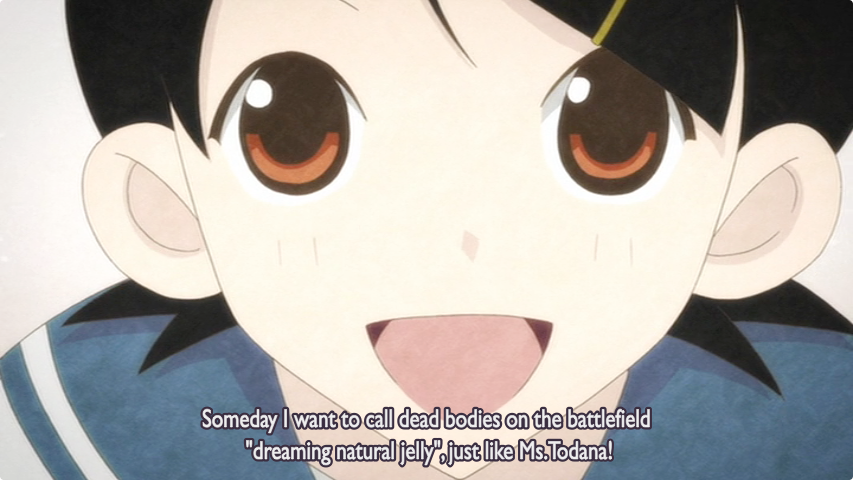 Someday I want to call dead bodies on the battlefield
"dreaming natural jelly", just like Ms.Todana!